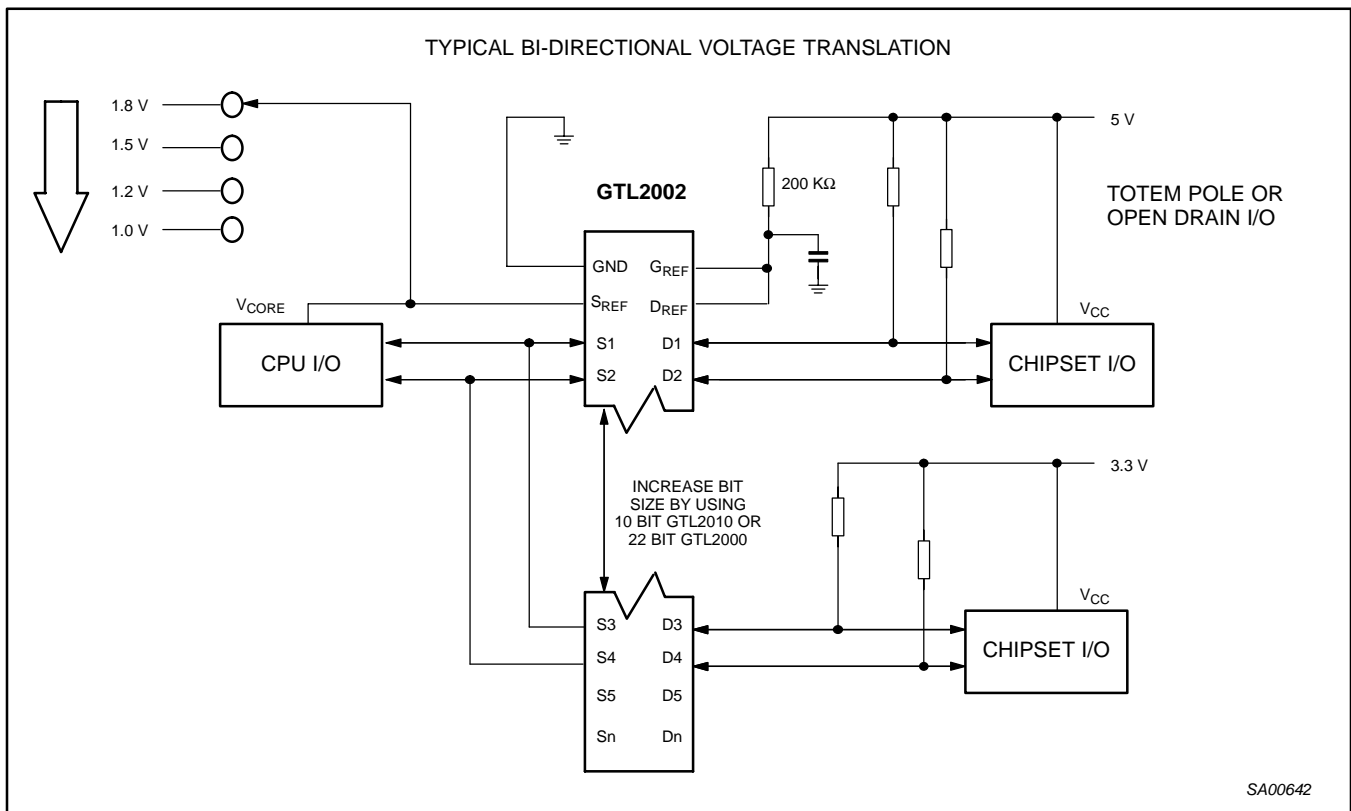 TYPICAL BI-DIRECTIONAL VOLTAGE TRANSLATION
1.8 V
1.5 V
1.2 V
1.0 V
5 V
200 KΩ
TOTEM POLE OR
OPEN DRAIN I/O
GTL2002
GND
GREF
SREF
DREF
S1
D1
S2
D2
VCORE
CPU I/O
VCC
CHIPSET I/O
INCREASE BIT
SIZE BY USING
10 BIT GTL2010 OR
22 BIT GTL2000
3.3 V
S3
D3
S4
D4
S5
D5
Sn
Dn
VCC
CHIPSET I/O
SA00642